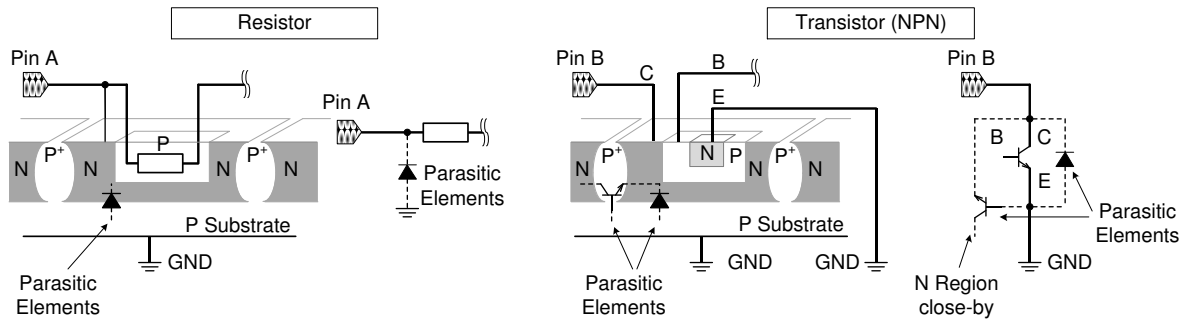 Resistor
Transistor (NPN)
Pin A
Pin B
C
B
E
Pin B
Pin A
N
P+
N
P
P+
N
N
P+
N
N
P
P+
N
B
C
E
Parasitic
Elements
P Substrate
GND
Parasitic
Elements
P Substrate
GND
GND
Parasitic
Elements
Parasitic
Elements
GND
N Region
close-by